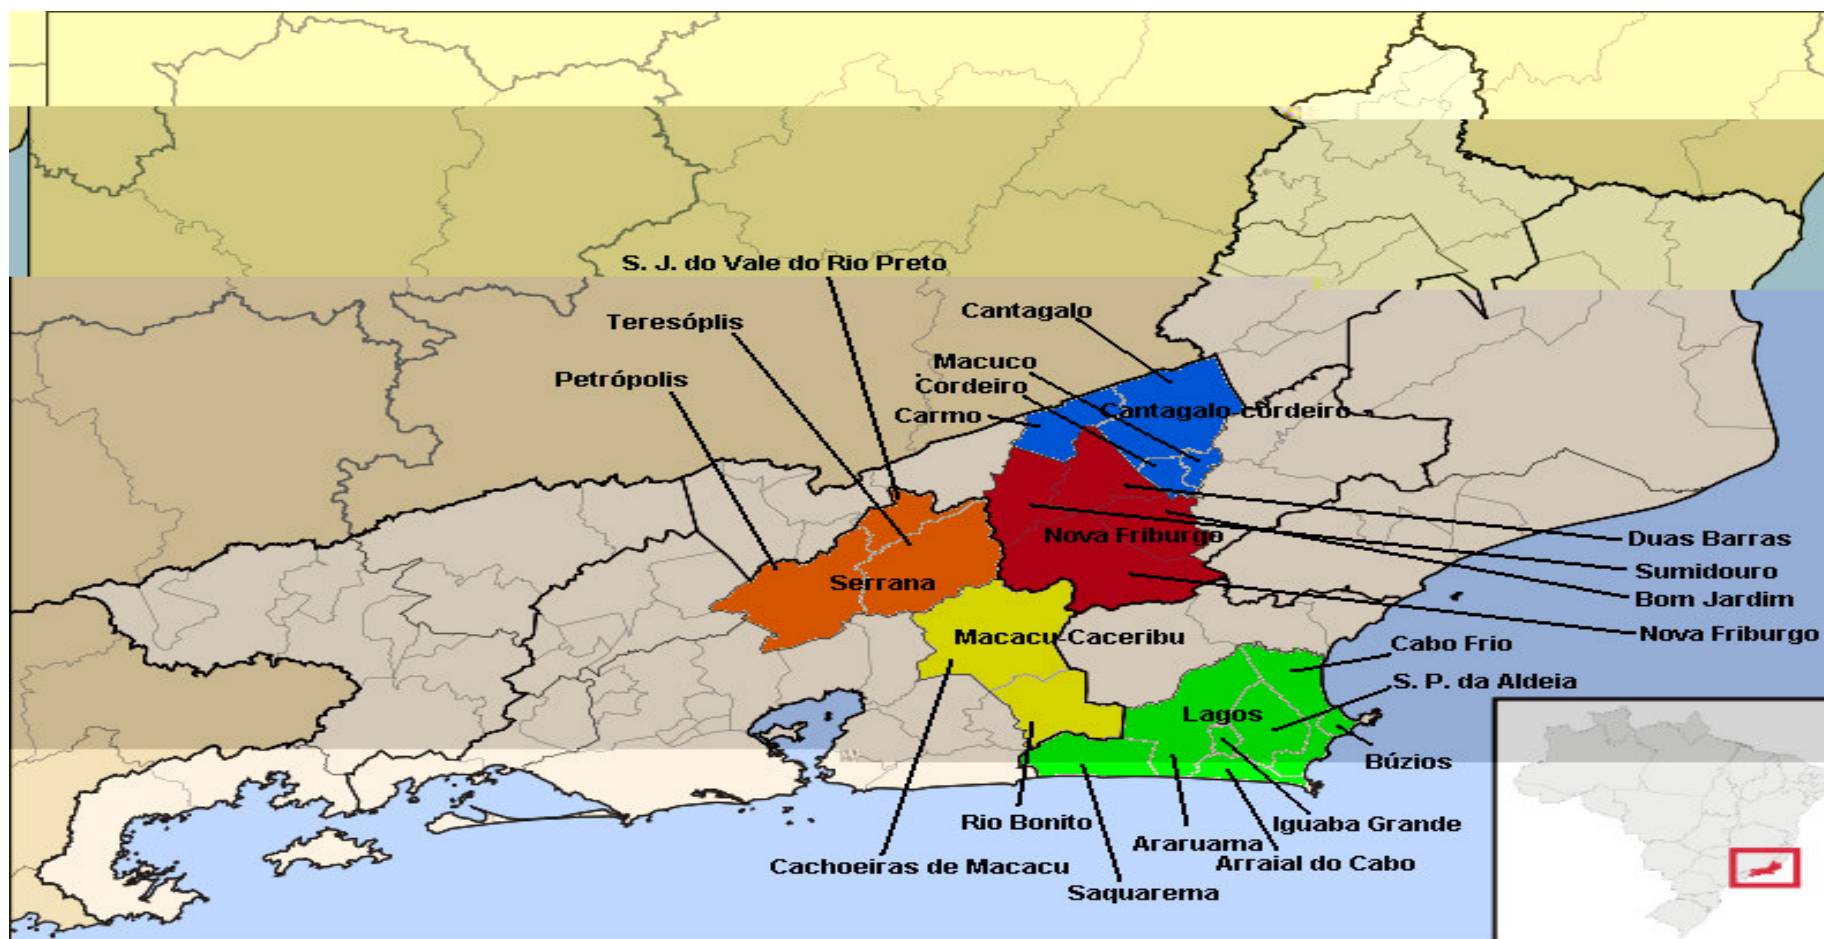 S. J. do Vale do Rio Preto
Cantagalo
Teresóplis
Macuco
Petrópolis
Cordeiro
Carmo
Cantagalo-cordeiro
Nova Friburgo
Duas Barras
Serrana
Sumidouro
Bom Jardim
Macacu-Caceribu
Nova Friburgo
Cabo Frio
S. P. da Aldeia
Lagos
Búzios
Rio Bonito
Iguaba Grande
Araruama
Cachoeiras de Macacu
Arraial do Cabo
Saquarema